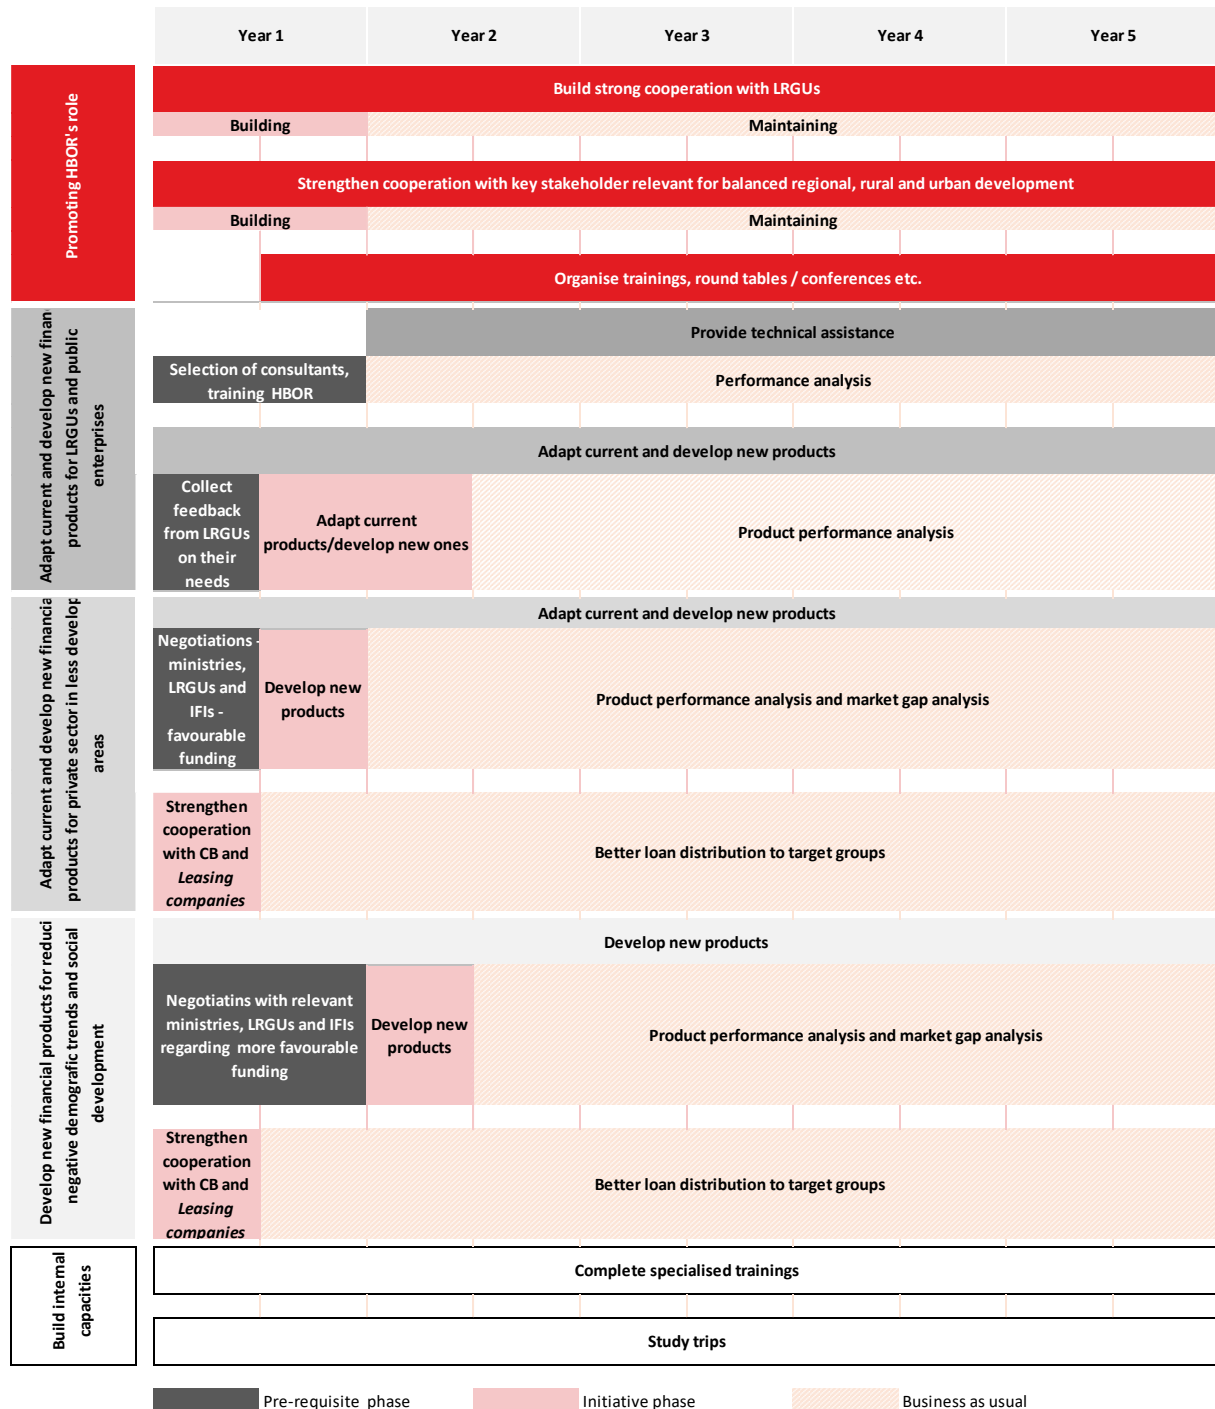 Year 1
Year 2
Year 3
Year 4
Year 5
Promoting HBOR's role
Build strong cooperation with LRGUs
Building
Maintaining
Strengthen cooperation with key stakeholder relevant for balanced regional, rural and urban development
Building
Maintaining
Organise trainings, round tables / conferences etc.
Adapt current and develop new finan
products for LRGUs and public
enterprises
Provide technical assistance
Selection of consultants,
training HBOR
Performance analysis
Adapt current and develop new products
Collect
feedback
from LRGUs
on their
needs
Adapt current
products/develop new ones
Product performance analysis
Adapt current and develop new financia
products for private sector in less develop
areas
Adapt current and develop new products
Negotiations -
ministries,
LRGUs and
IFIs -
favourable
funding
Develop new
products
Product performance analysis and market gap analysis
Strengthen
cooperation
with CB and
Leasing
companies
Better loan distribution to target groups
Develop new financial products for reduci
negative demografic trends and social
development
Develop new products
Negotiatins with relevant
ministries, LRGUs and IFIs
regarding more favourable
funding
Develop new
products
Product performance analysis and market gap analysis
Strengthen
cooperation
with CB and
Leasing
companies
Better loan distribution to target groups
Build internal
capacities
Complete specialised trainings
Study trips
Pre-requisite phase
Initiative phase
Business as usual